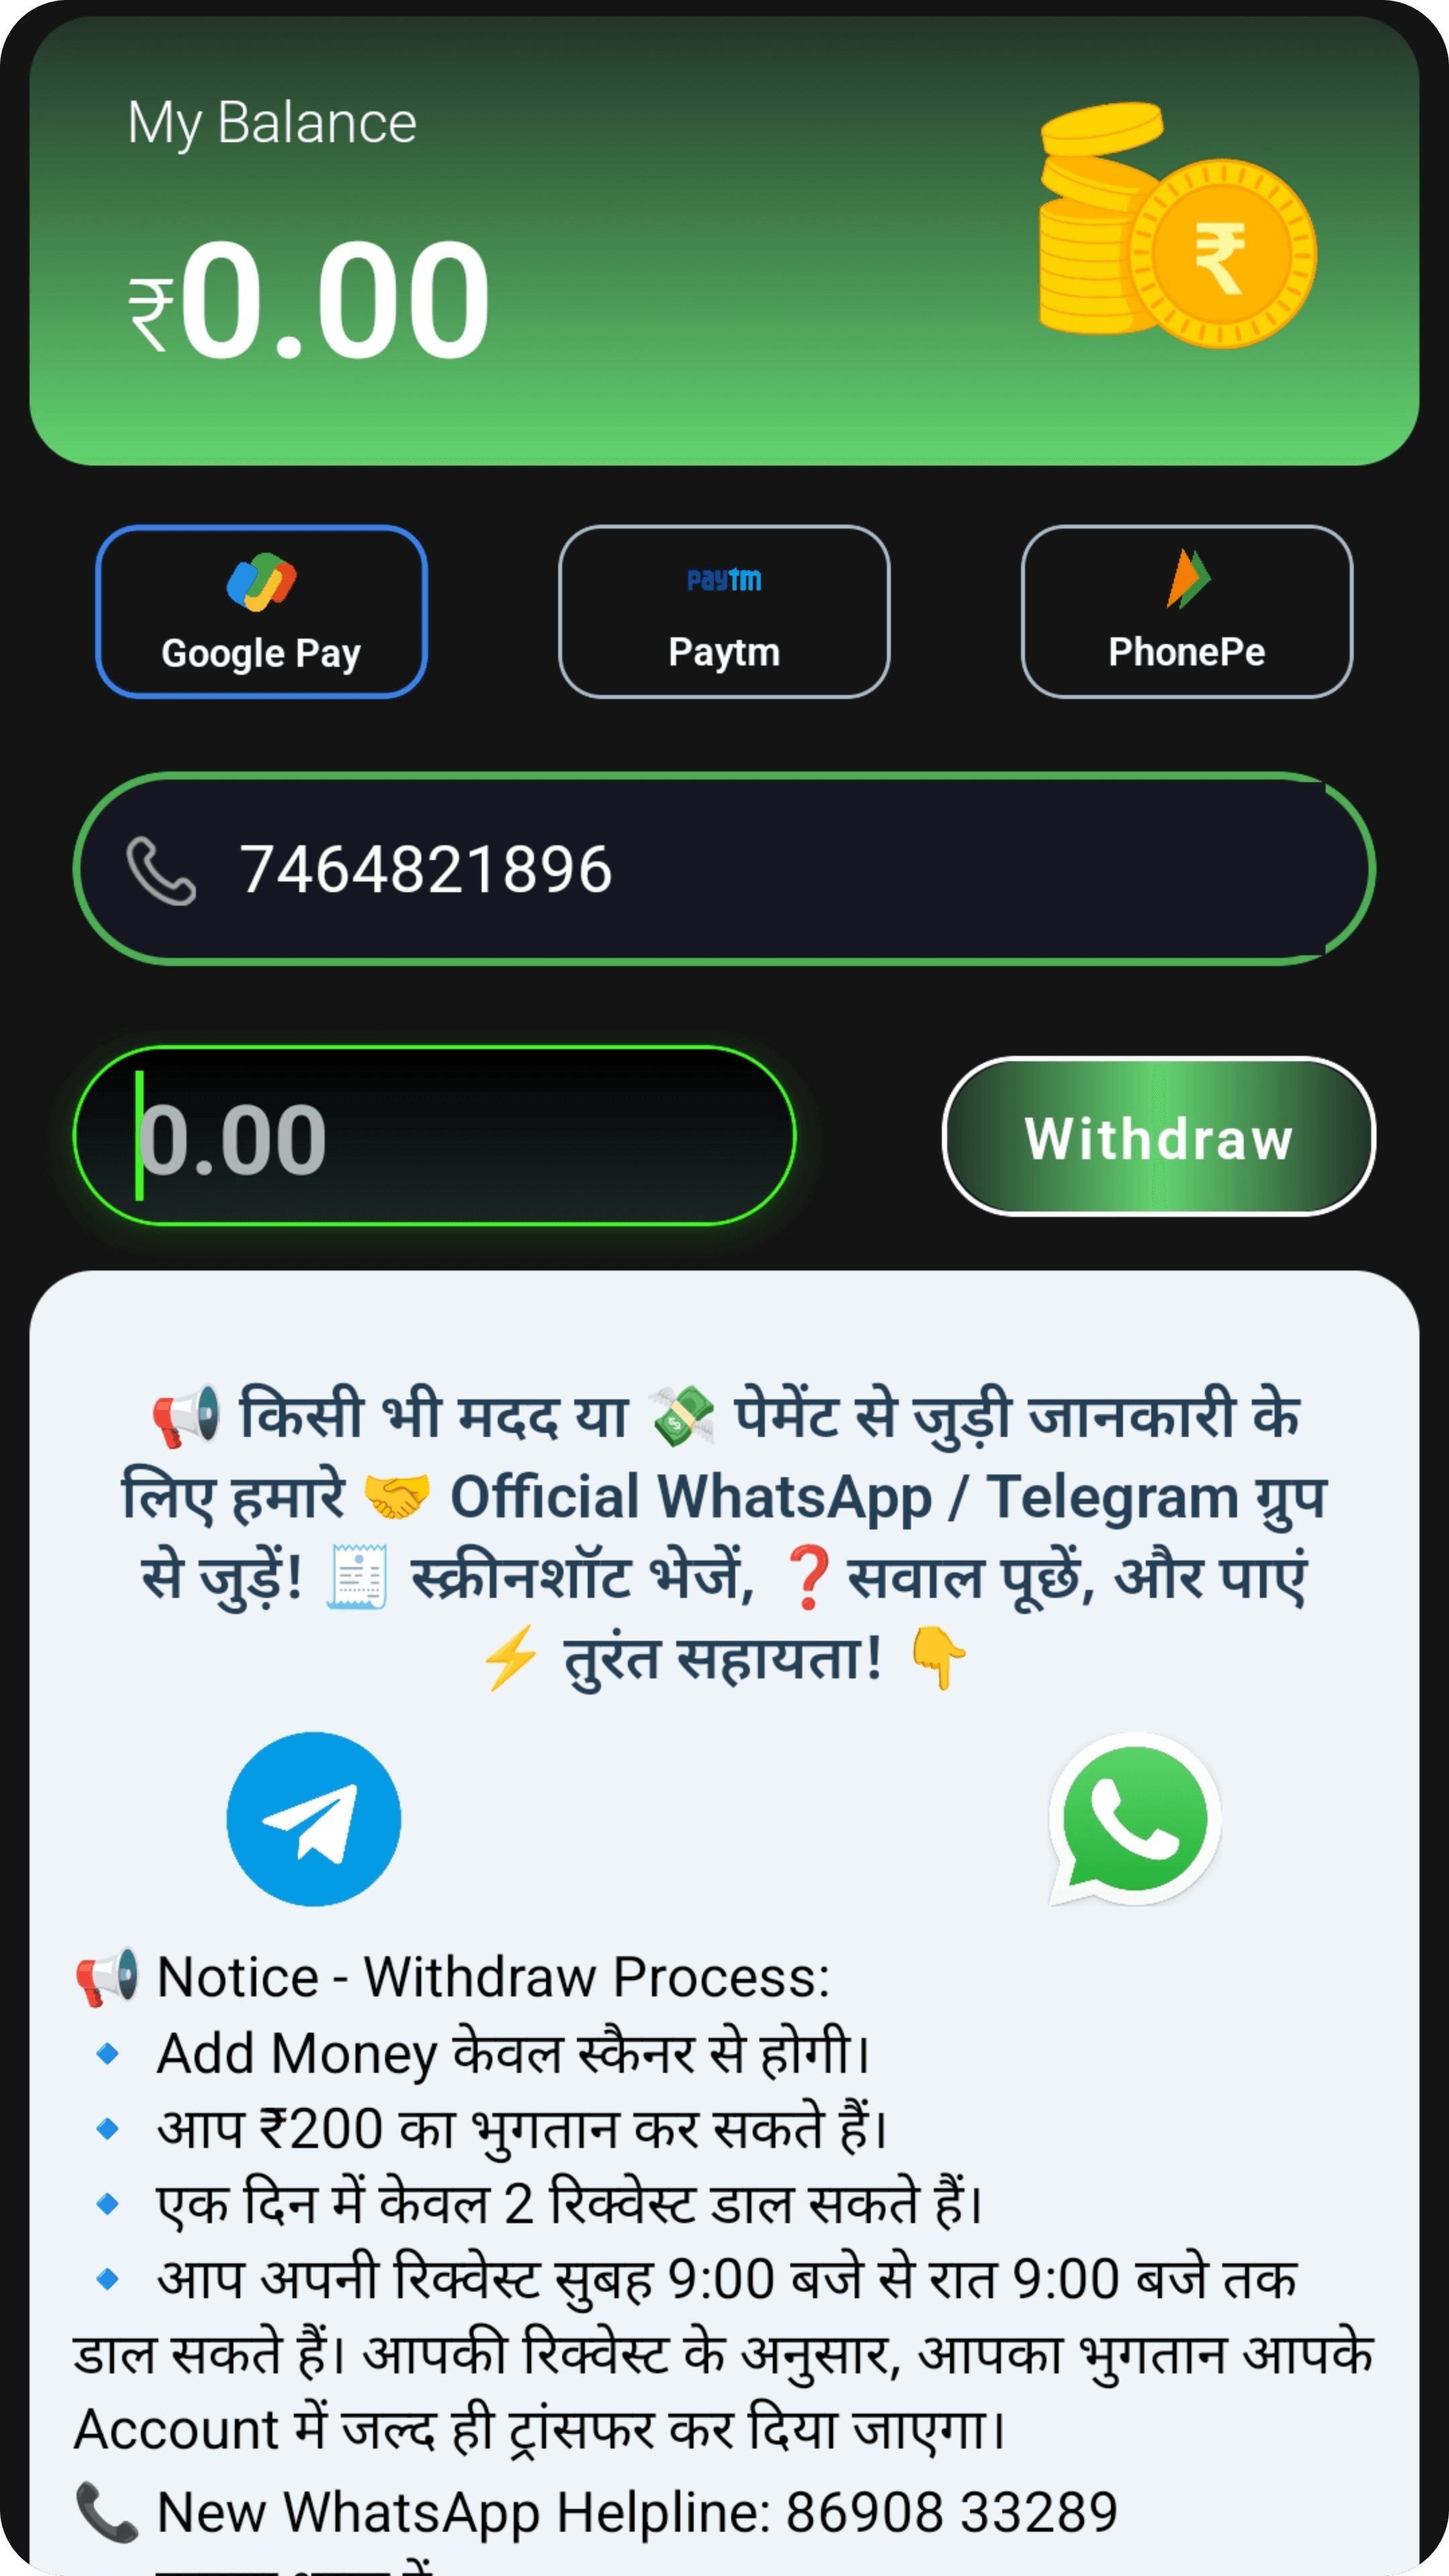 My Balance
₹0.00
₹
paytm
Google Pay
Paytm
PhonePe
7464821896
0.00
Withdraw
📢 किसी भी मदद या 💸 पेमेंट से जुड़ी जानकारी के
लिए हमारे 🤝 Official WhatsApp / Telegram ग्रुप
से जुड़ें! 🧾 स्क्रीनशॉट भेजें, ❓सवाल पूछें, और पाएं
⚡ तुरंत सहायता! 👇
📢 Notice - Withdraw Process:
🔹 Add Money केवल स्कैनर से होगी।
🔹 आप ₹200 का भुगतान कर सकते हैं।
🔹 एक दिन में केवल 2 रिक्वेस्ट डाल सकते हैं।
🔹 आप अपनी रिक्वेस्ट सुबह 9:00 बजे से रात 9:00 बजे तक
डाल सकते हैं। आपकी रिक्वेस्ट के अनुसार, आपका भुगतान आपके
Account में जल्द ही ट्रांसफर कर दिया जाएगा।
📞 New WhatsApp Helpline: 86908 33289